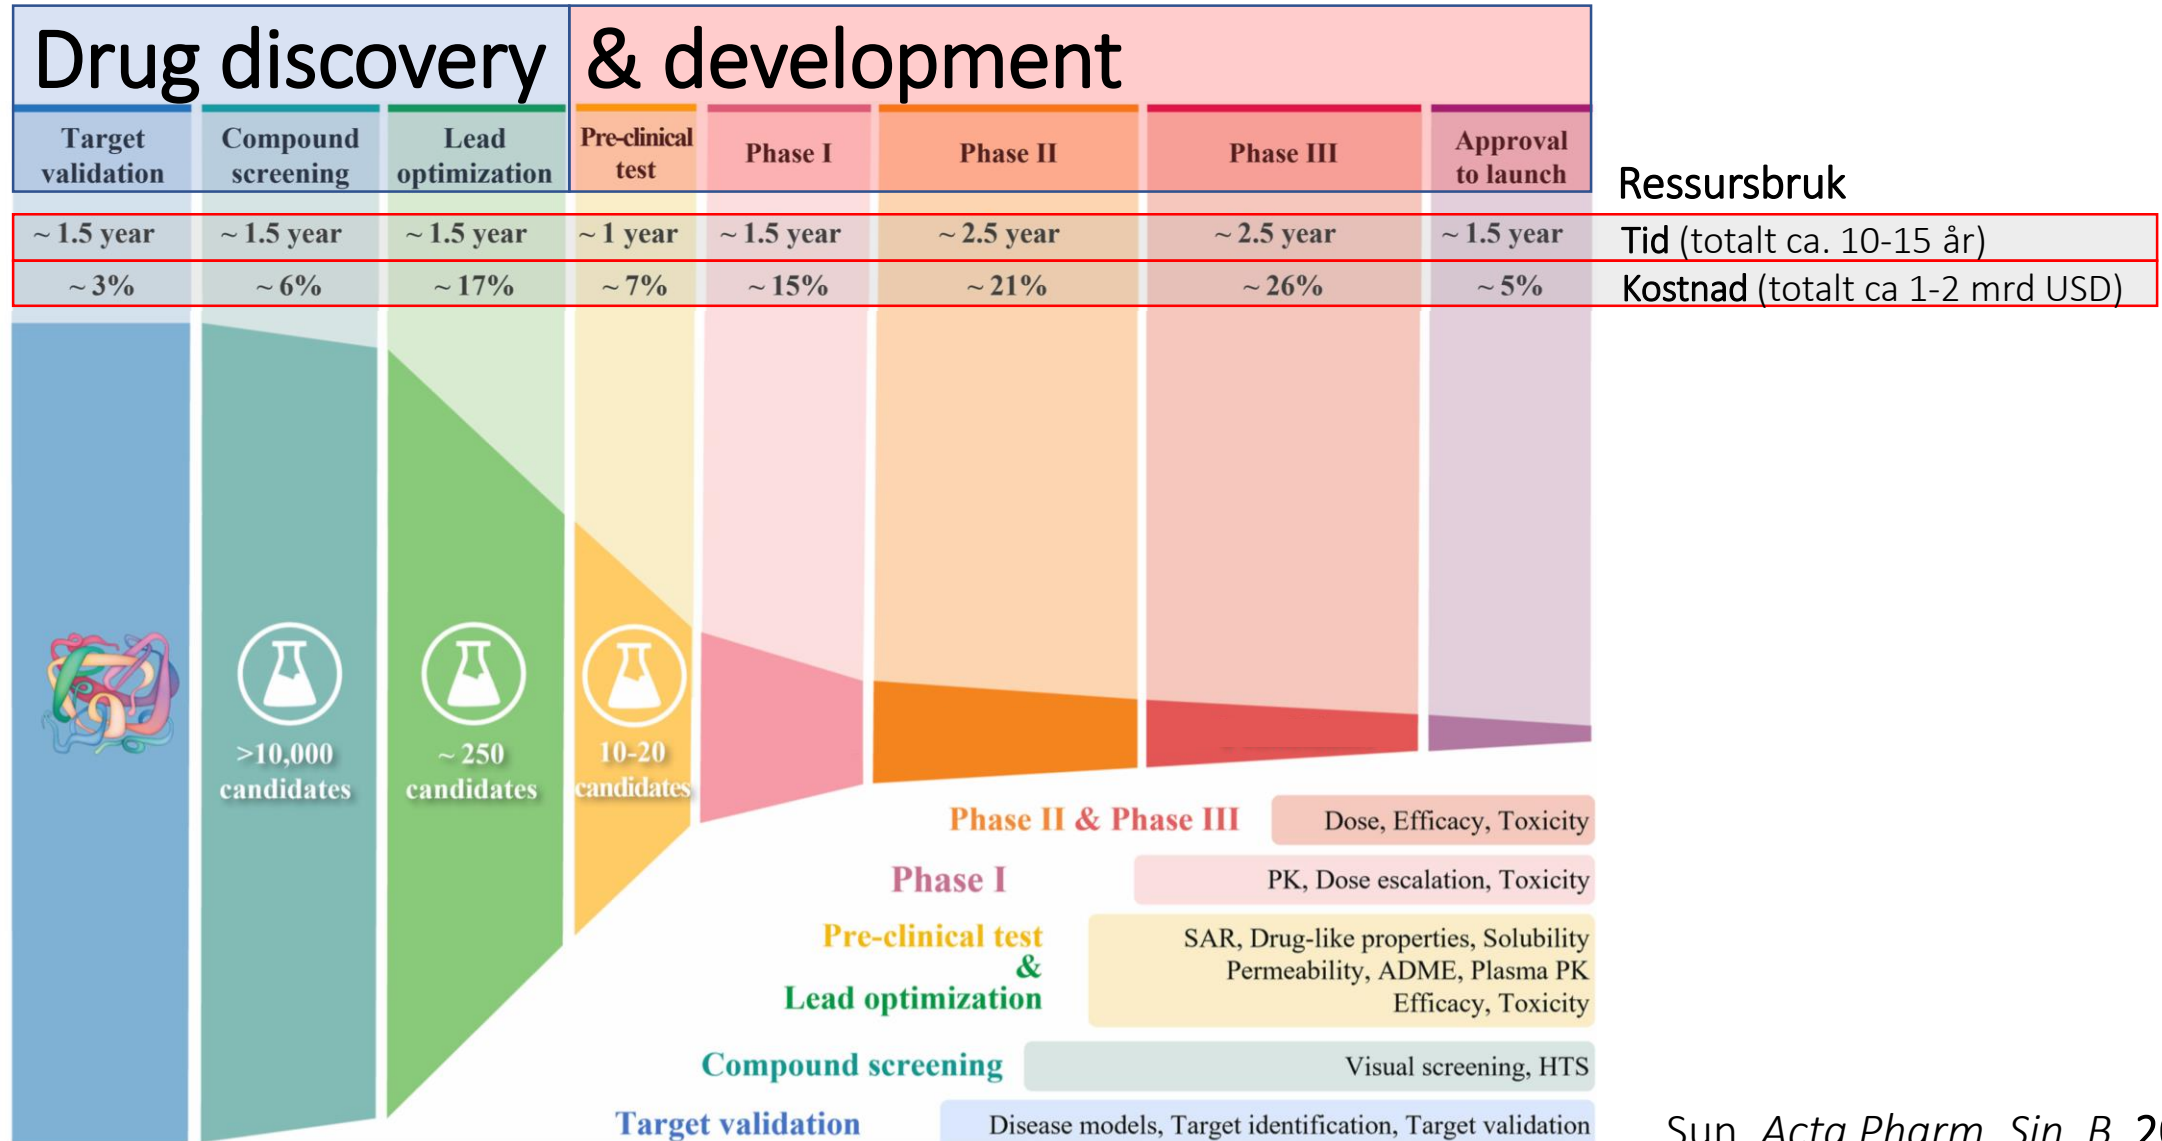 Drug discovery & development
Target validation
Compound screening
Lead optimization
Pre-clinical test
Phase I
Phase II
Phase III
Approval to launch
Ressursbruk
~ 1.5 year ~ 1.5 year ~ 1.5 year ~ 1 year ~ 1.5 year ~ 2.5 year ~ 2.5 year ~ 1.5 year Tid (totalt ca. 10-15 år)
~ 3% ~ 6% ~ 17% ~ 7% ~ 15% ~ 21% ~ 26% ~ 5% Kostnad (totalt ca 1-2 mrd USD)
>10,000
candidates
~ 250
candidates
10-20
candidates
Phase II & Phase III Dose, Efficacy, Toxicity
Phase I PK, Dose escalation, Toxicity
Pre-clinical test
&
Lead optimization
SAR, Drug-like properties, Solubility
Permeability, ADME, Plasma PK
Efficacy, Toxicity
Compound screening Visual screening, HTS
Target validation Disease models, Target identification, Target validation
Sun, Acta Pharm. Sin. B